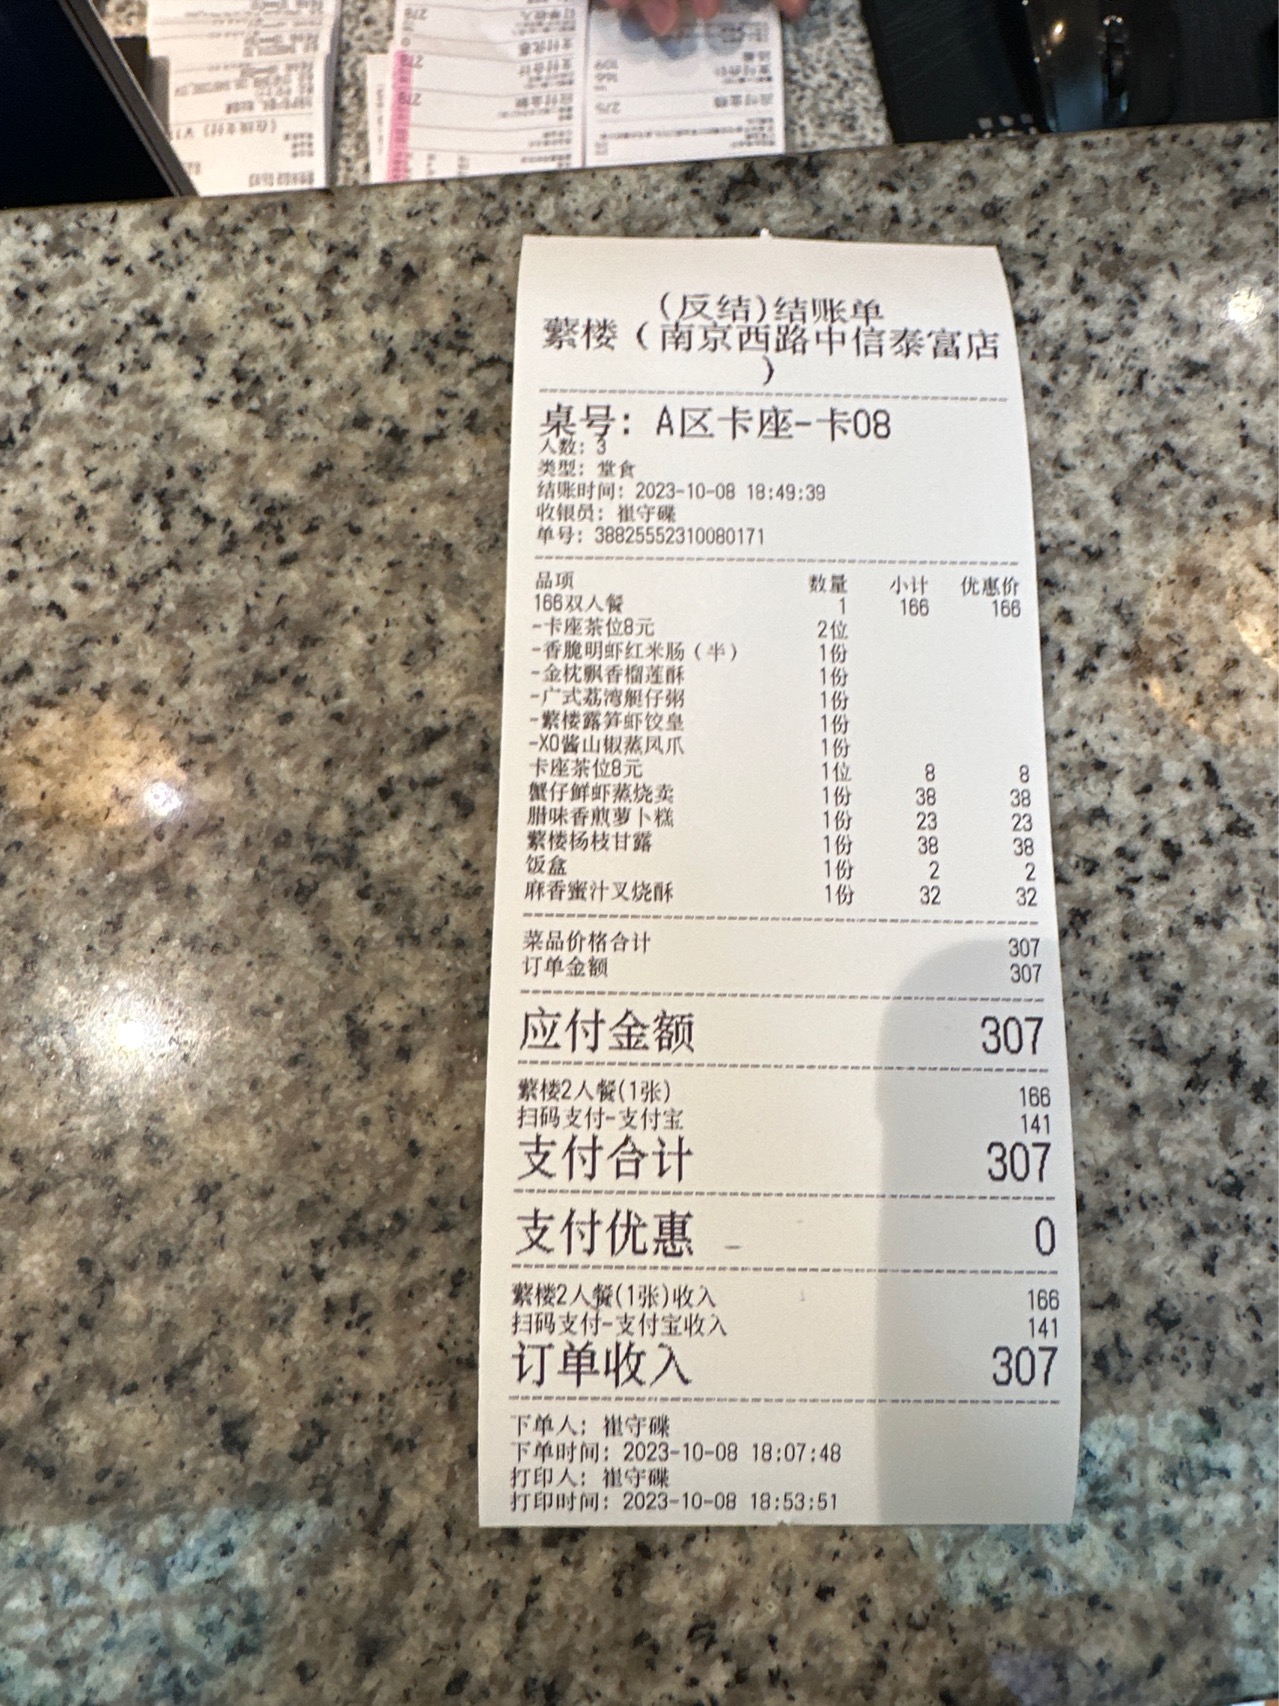 (反结)结账单
蘩楼（南京西路中信泰富店
）
桌号: A区卡座-卡08
人数: 3
类型: 堂食
结账时间: 2023-10-08 18:49:39
收银员: 崔守碟
单号: 38825552310080171
品项 数量 小计 优惠价
166双人餐 1 166 166
-卡座茶位8元 2位
-香脆明虾红米肠（半） 1份
-金枕飘香榴莲酥 1份
-广式荔湾艇仔粥 1份
-蘩楼露笋虾饺皇 1份
-XO酱山椒蒸凤爪 1份
卡座茶位8元 1位 8 8
蟹仔鲜虾蒸烧卖 1份 38 38
腊味香煎萝卜糕 1份 23 23
蘩楼杨枝甘露 1份 38 38
饭盒 1份 2 2
麻香蜜汁叉烧酥 1份 32 32
菜品价格合计 307
订单金额 307
应付金额 307
蘩楼2人餐(1张) 166
扫码支付-支付宝 141
支付合计 307
支付优惠 0
蘩楼2人餐(1张)收入 166
扫码支付-支付宝收入 141
订单收入 307
下单人: 崔守碟
下单时间: 2023-10-08 18:07:48
打印人: 崔守碟
打印时间: 2023-10-08 18:53:51